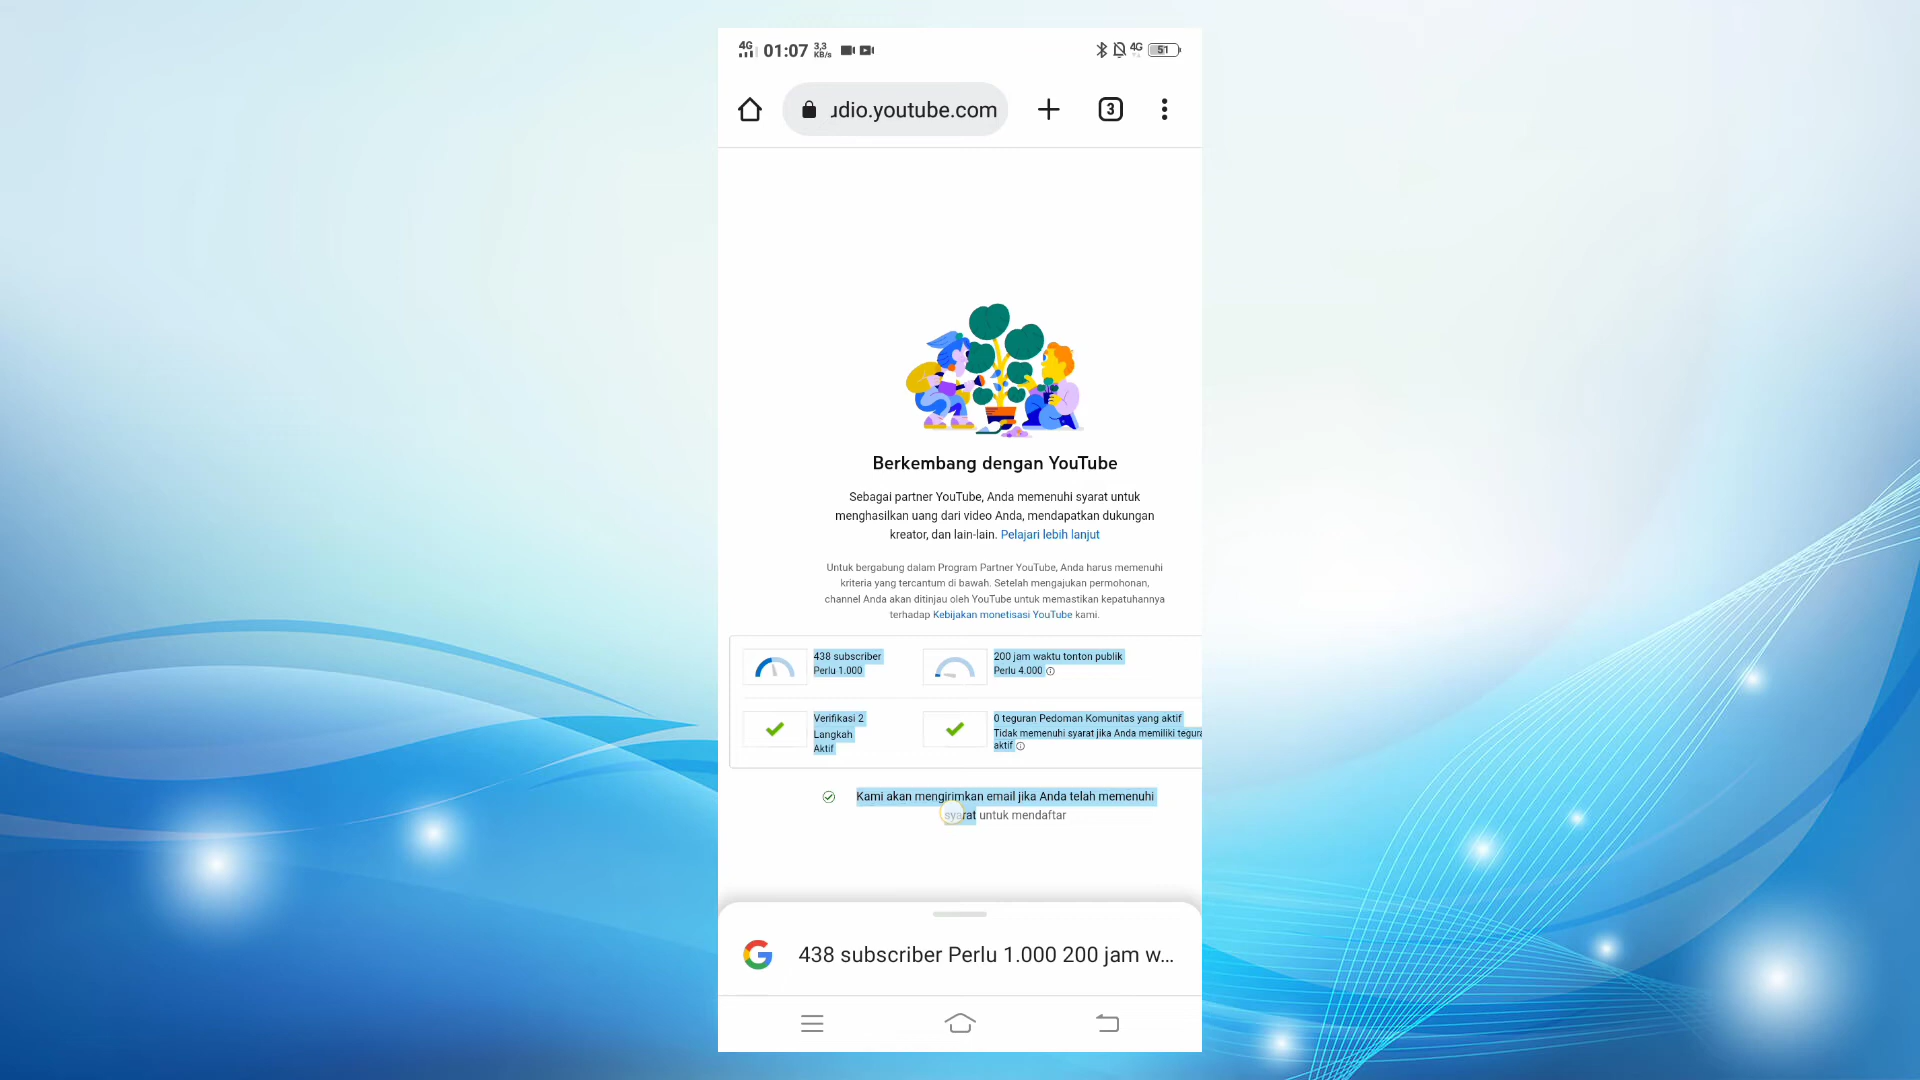 4G 01:07 3,3 KB/s 4G 51
udio.youtube.com 3
Berkembang dengan YouTube
Sebagai partner YouTube, Anda memenuhi syarat untuk
menghasilkan uang dari video Anda, mendapatkan dukungan
kreator, dan lain-lain. Pelajari lebih lanjut
Untuk bergabung dalam Program Partner YouTube, Anda harus memenuhi
kriteria yang tercantum di bawah. Setelah mengajukan permohonan,
channel Anda akan ditinjau oleh YouTube untuk memastikan kepatuhannya
terhadap Kebijakan monetisasi YouTube kami.
438 subscriber
Perlu 1.000
200 jam waktu tonton publik
Perlu 4.000
Verifikasi 2
Langkah
Aktif
0 teguran Pedoman Komunitas yang aktif
Tidak memenuhi syarat jika Anda memiliki tegura
aktif
Kami akan mengirimkan email jika Anda telah memenuhi
syarat untuk mendaftar
438 subscriber Perlu 1.000 200 jam w...